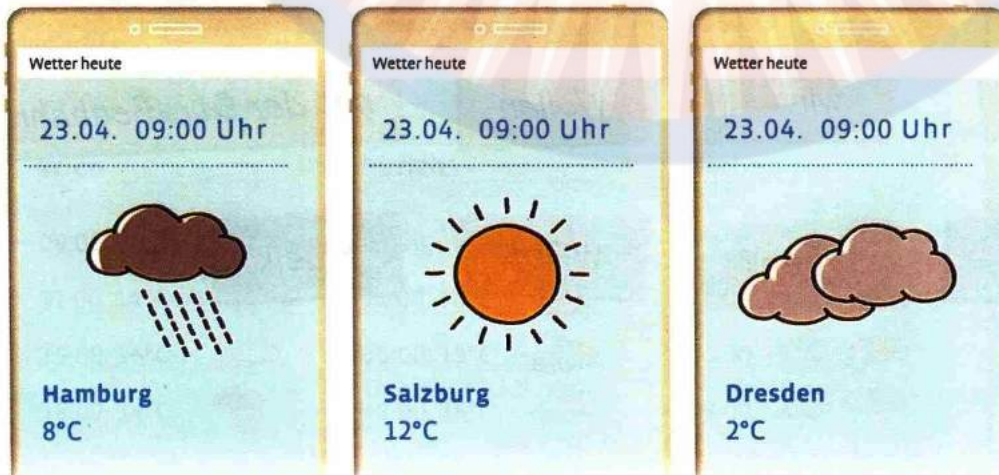 Wetter heute
23.04. 09:00 Uhr
Hamburg
8°C
Wetter heute
23.04. 09:00 Uhr
Salzburg
12°C
Wetter heute
23.04. 09:00 Uhr
Dresden
2°C